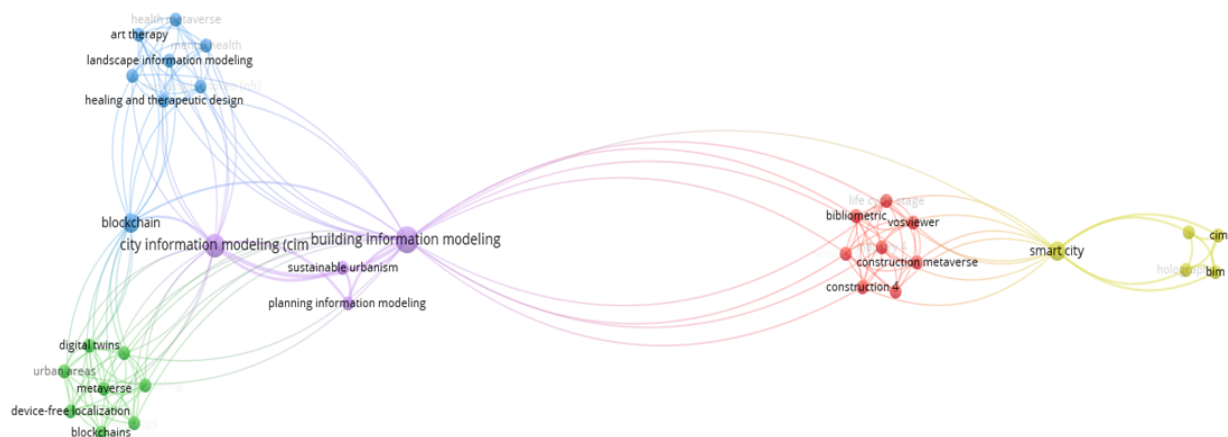 health metaverse
art therapy
mental health
landscape information modeling
(nft)
healing and therapeutic design
blockchain
city information modeling (cim
building information modeling
sustainable urbanism
planning information modeling
digital twins
urban areas
metaverse
device-free localization
blockchains
life cycle stage
bibliometric
vosviewer
construction metaverse
construction 4
smart city
cim
bim